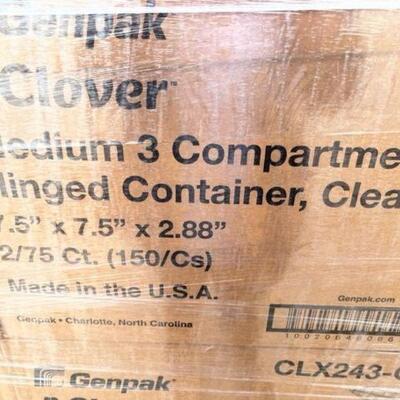 Genpak
Clover™
Medium 3 Compartme
Hinged Container, Clea
7.5" x 7.5" x 2.88"
2/75 Ct. (150/Cs)
Made in the U.S.A.
Genpak.com
Genpak • Charlotte, North Carolina
CLX243-
Genpak